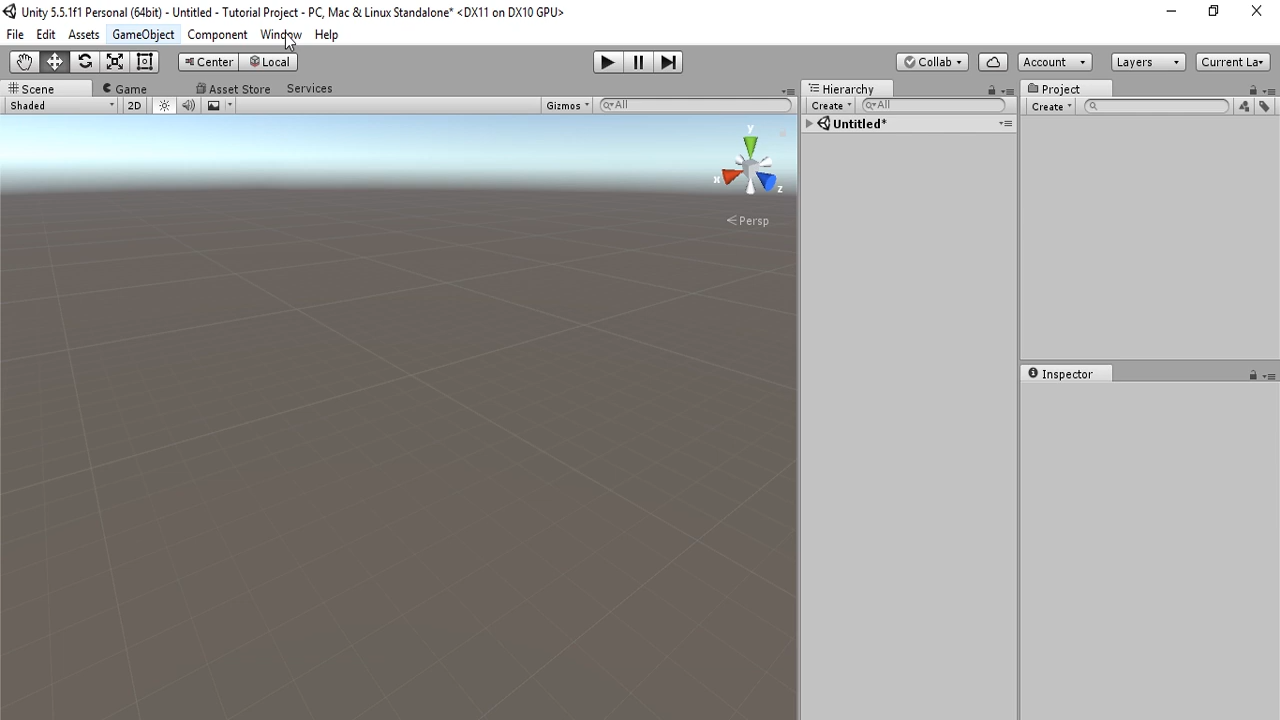 Unity 5.5.1f1 Personal (64bit) - Untitled - Tutorial Project - PC, Mac & Linux Standalone* <DX11 on DX10 GPU>
File Edit Assets GameObject Component Window Help
Center Local Collab Account Layers Current La
Scene Game Asset Store Services Hierarchy Project
Shaded 2D Gizmos All Create All Create
Untitled*
y
x
z
Persp
Inspector